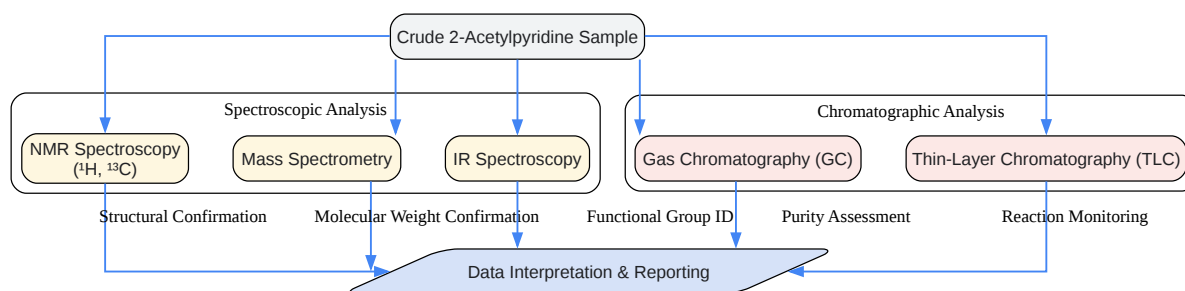 Crude 2-Acetylpyridine Sample
Spectroscopic Analysis
Chromatographic Analysis
NMR Spectroscopy
(¹H, ¹³C)
Mass Spectrometry
IR Spectroscopy
Gas Chromatography (GC)
Thin-Layer Chromatography (TLC)
Structural Confirmation
Molecular Weight Confirmation
Functional Group ID
Purity Assessment
Reaction Monitoring
Data Interpretation & Reporting